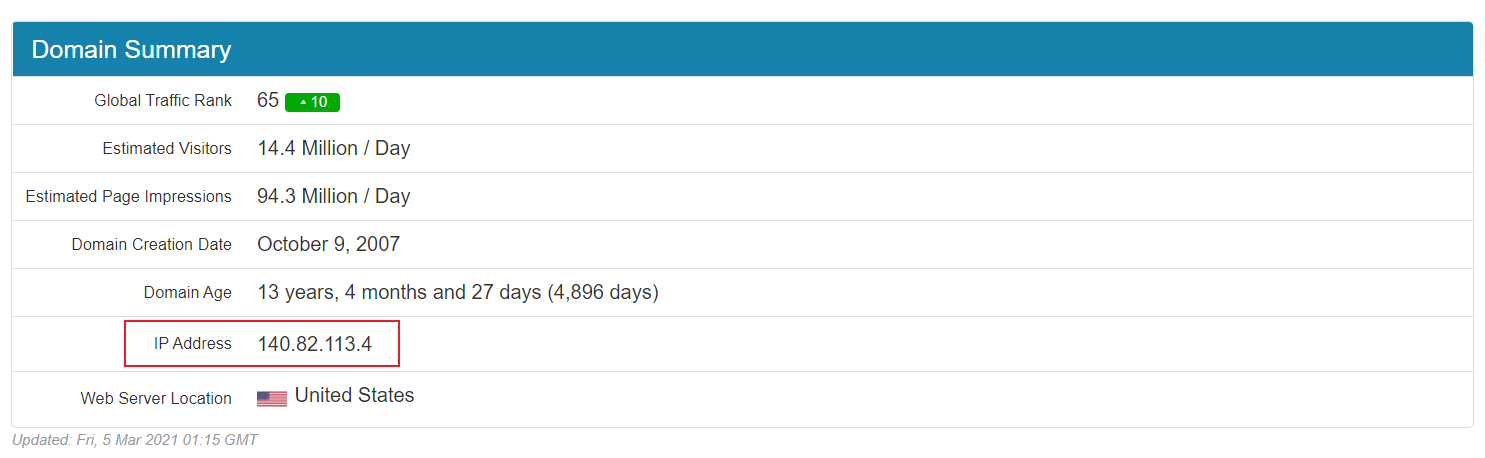 Domain Summary
Global Traffic Rank 65 10
Estimated Visitors 14.4 Million / Day
Estimated Page Impressions 94.3 Million / Day
Domain Creation Date October 9, 2007
Domain Age 13 years, 4 months and 27 days (4,896 days)
IP Address 140.82.113.4
Web Server Location United States
Updated: Fri, 5 Mar 2021 01:15 GMT